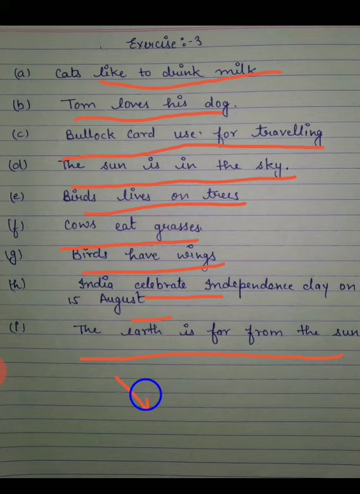 Exercise:-3
(a) Cats like to drink milk
(b) Tom loves his dog.
(c) Bullock Card use for travelling
(d) The sun is in the sky.
(e) Birds lives on trees
(f) Cows eat grasses
(g) Birds have wings
(h) India celebrate Independence day on
15 August
(i) The earth is far from the sun